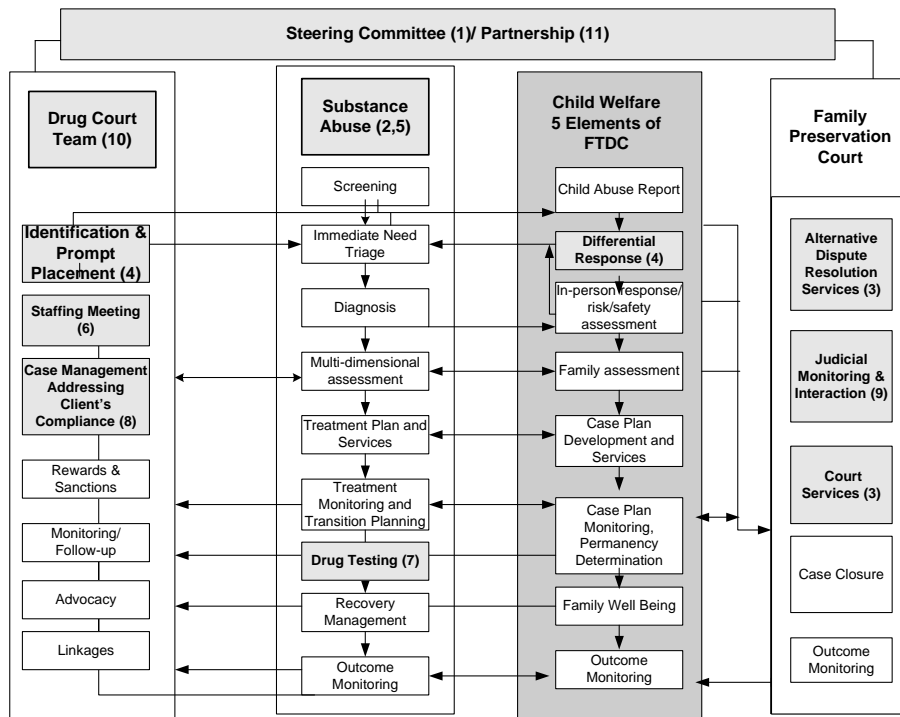 Steering Committee (1)/ Partnership (11)
Drug Court
Team (10)
Identification &
Prompt
Placement (4)
Staffing Meeting
(6)
Case Management
Addressing
Client's
Compliance (8)
Rewards &
Sanctions
Monitoring/
Follow-up
Advocacy
Linkages
Substance
Abuse (2,5)
Screening
Immediate Need
Triage
Diagnosis
Multi-dimensional
assessment
Treatment Plan and
Services
Treatment
Monitoring and
Transition Planning
Drug Testing (7)
Recovery
Management
Outcome
Monitoring
Child Welfare
5 Elements of
FTDC
Child Abuse Report
Differential
Response (4)
In-person response/
risk/safety
assessment
Family assessment
Case Plan
Development and
Services
Case Plan
Monitoring,
Permanency
Determination
Family Well Being
Outcome
Monitoring
Family
Preservation
Court
Alternative
Dispute
Resolution
Services (3)
Judicial
Monitoring &
Interaction (9)
Court
Services (3)
Case Closure
Outcome
Monitoring